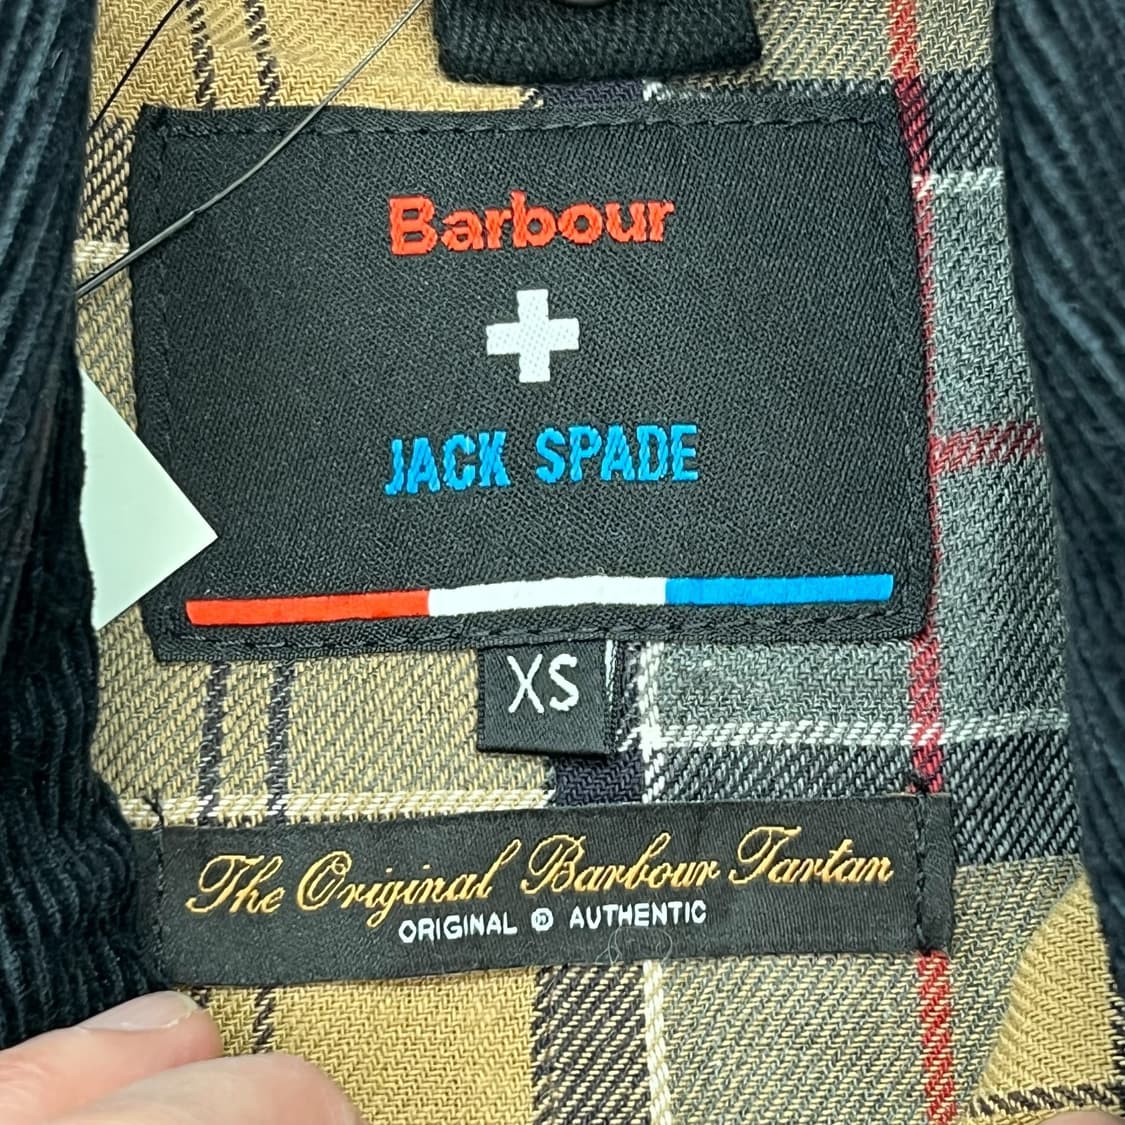 Barbour
JACK SPADE
XS
The Original Barbour Tartan
ORIGINAL AUTHENTIC